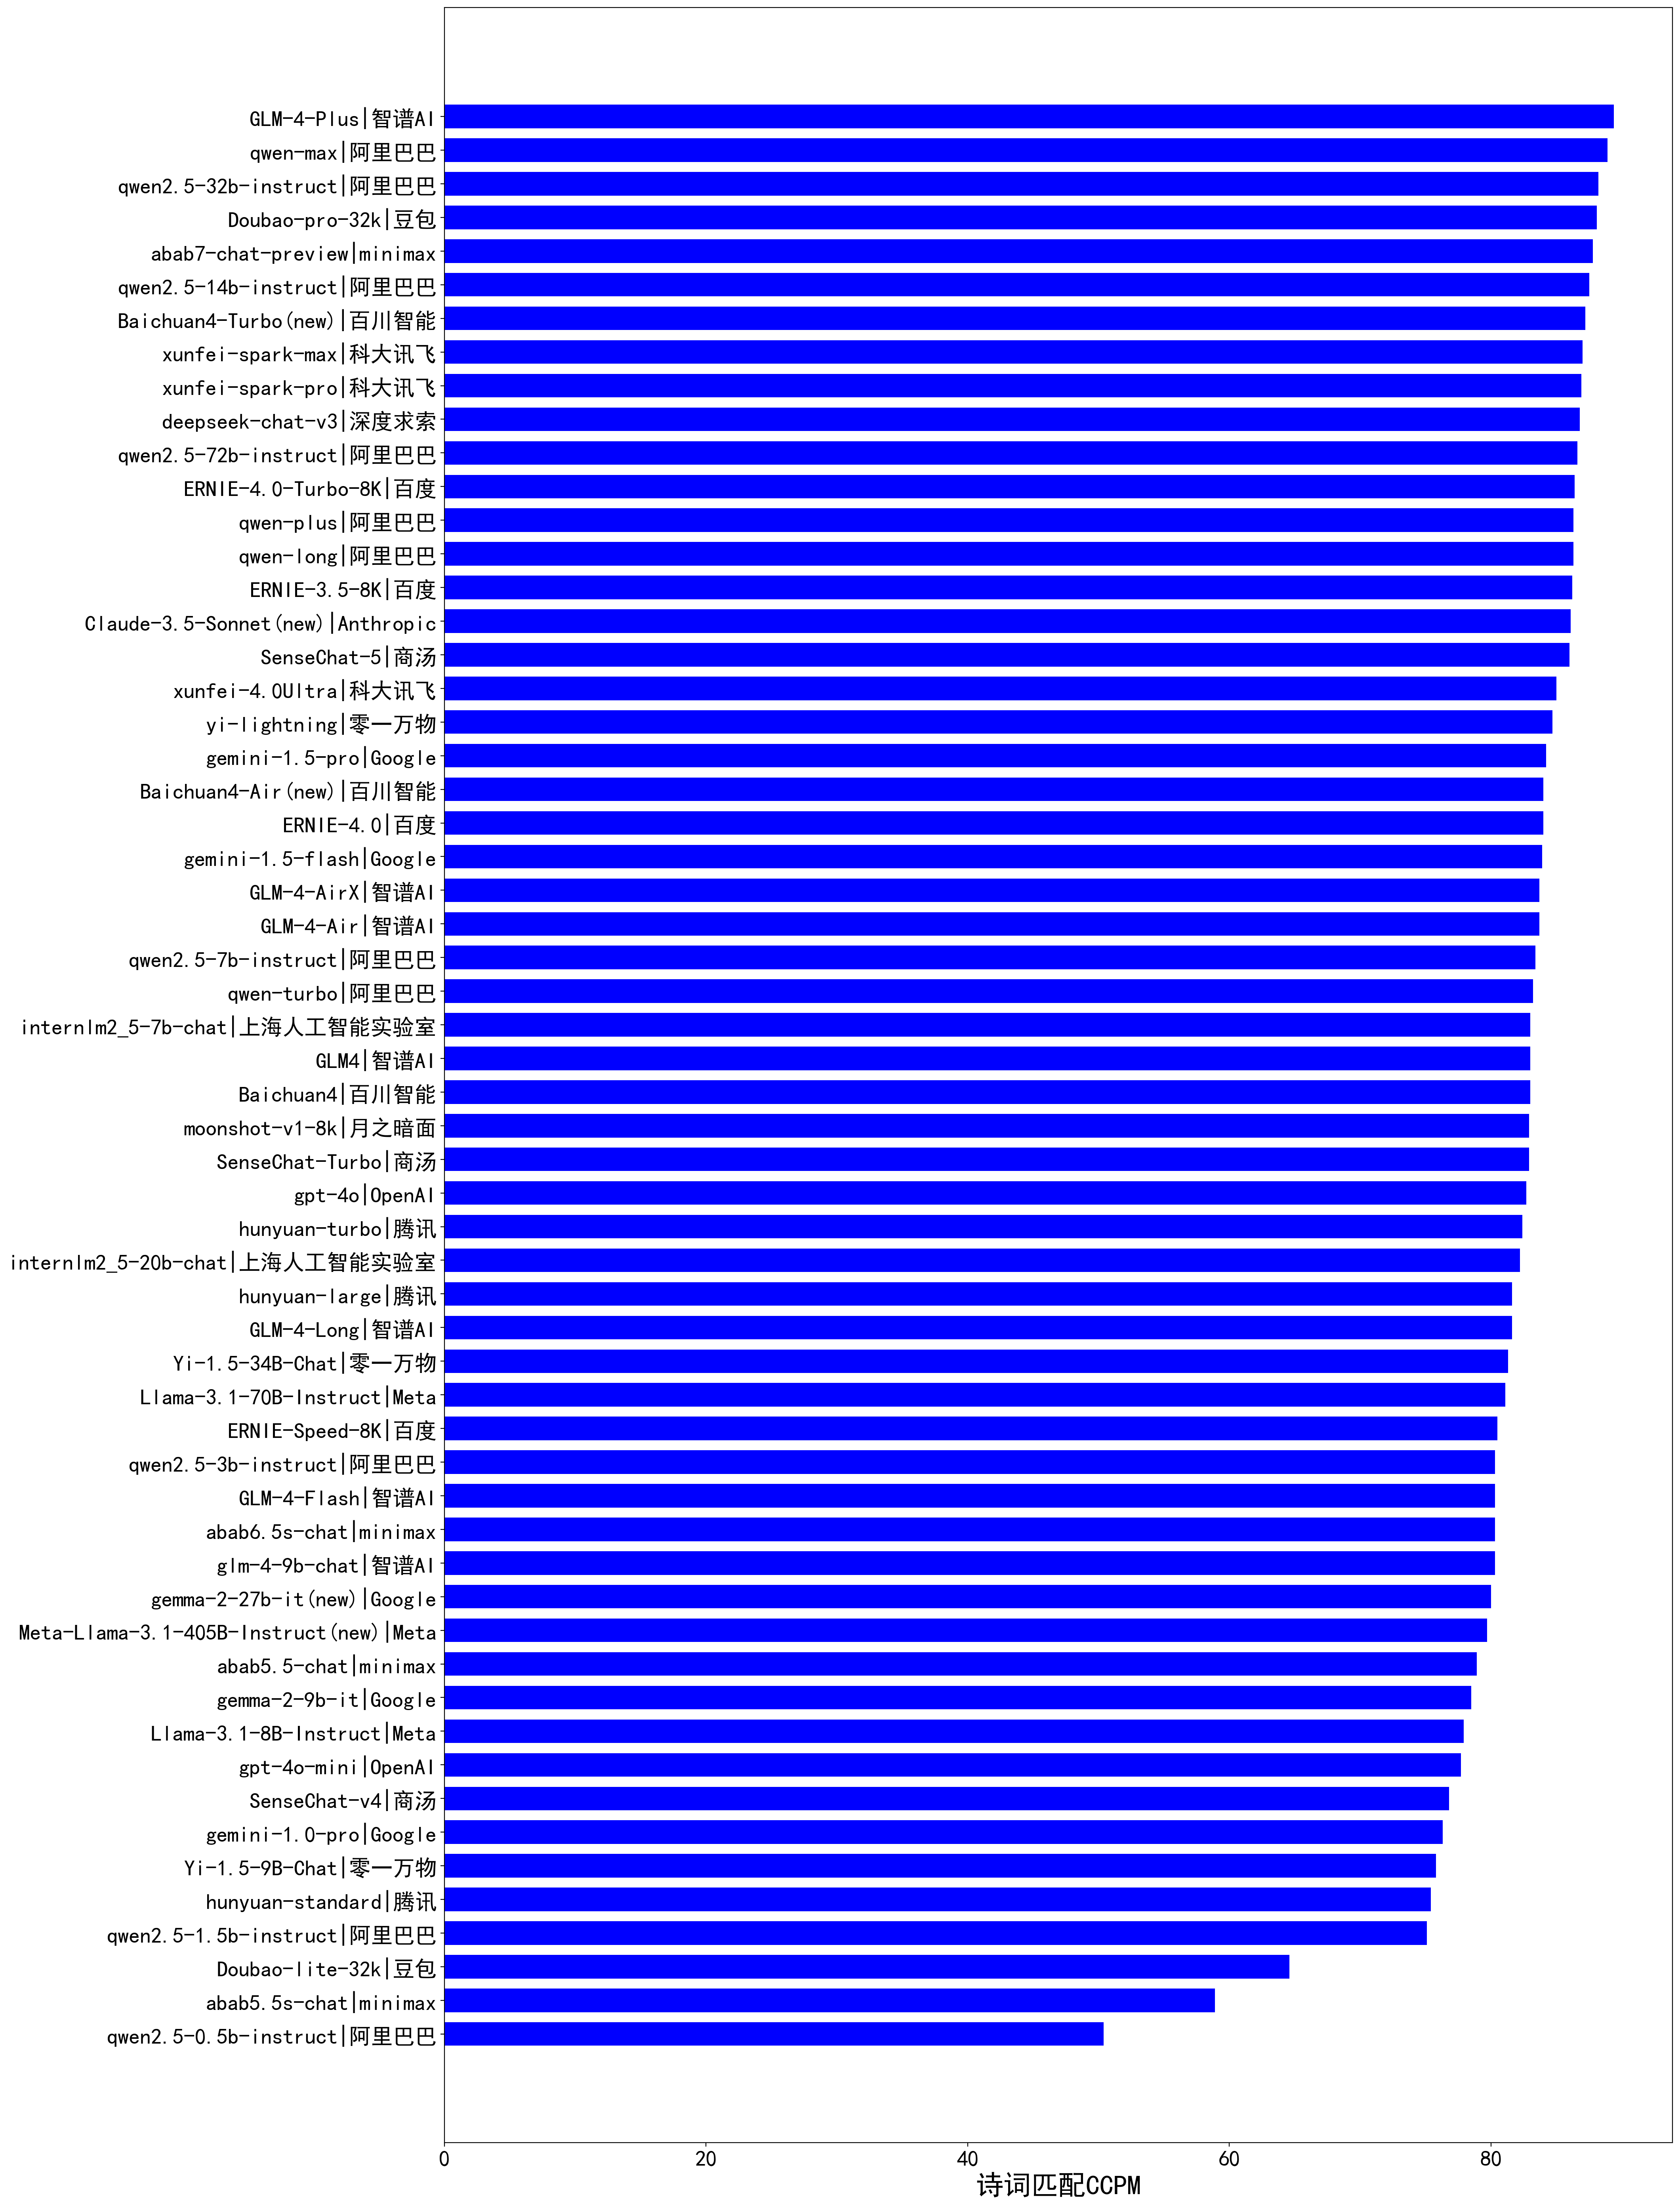 GLM-4-Plus|智谱AI
qwen-max|阿里巴巴
qwen2.5-32b-instruct|阿里巴巴
Doubao-pro-32k|豆包
abab7-chat-preview|minimax
qwen2.5-14b-instruct|阿里巴巴
Baichuan4-Turbo(new)|百川智能
xunfei-spark-max|科大讯飞
xunfei-spark-pro|科大讯飞
deepseek-chat-v3|深度求索
qwen2.5-72b-instruct|阿里巴巴
ERNIE-4.0-Turbo-8K|百度
qwen-plus|阿里巴巴
qwen-long|阿里巴巴
ERNIE-3.5-8K|百度
Claude-3.5-Sonnet(new)|Anthropic
SenseChat-5|商汤
xunfei-4.0Ultra|科大讯飞
yi-lightning|零一万物
gemini-1.5-pro|Google
Baichuan4-Air(new)|百川智能
ERNIE-4.0|百度
gemini-1.5-flash|Google
GLM-4-AirX|智谱AI
GLM-4-Air|智谱AI
qwen2.5-7b-instruct|阿里巴巴
qwen-turbo|阿里巴巴
internlm2_5-7b-chat|上海人工智能实验室
GLM4|智谱AI
Baichuan4|百川智能
moonshot-v1-8k|月之暗面
SenseChat-Turbo|商汤
gpt-4o|OpenAI
hunyuan-turbo|腾讯
internlm2_5-20b-chat|上海人工智能实验室
hunyuan-large|腾讯
GLM-4-Long|智谱AI
Yi-1.5-34B-Chat|零一万物
Llama-3.1-70B-Instruct|Meta
ERNIE-Speed-8K|百度
qwen2.5-3b-instruct|阿里巴巴
GLM-4-Flash|智谱AI
abab6.5s-chat|minimax
glm-4-9b-chat|智谱AI
gemma-2-27b-it(new)|Google
Meta-Llama-3.1-405B-Instruct(new)|Meta
abab5.5-chat|minimax
gemma-2-9b-it|Google
Llama-3.1-8B-Instruct|Meta
gpt-4o-mini|OpenAI
SenseChat-v4|商汤
gemini-1.0-pro|Google
Yi-1.5-9B-Chat|零一万物
hunyuan-standard|腾讯
qwen2.5-1.5b-instruct|阿里巴巴
Doubao-lite-32k|豆包
abab5.5s-chat|minimax
qwen2.5-0.5b-instruct|阿里巴巴
0 20 40 60 80
诗词匹配CCPM